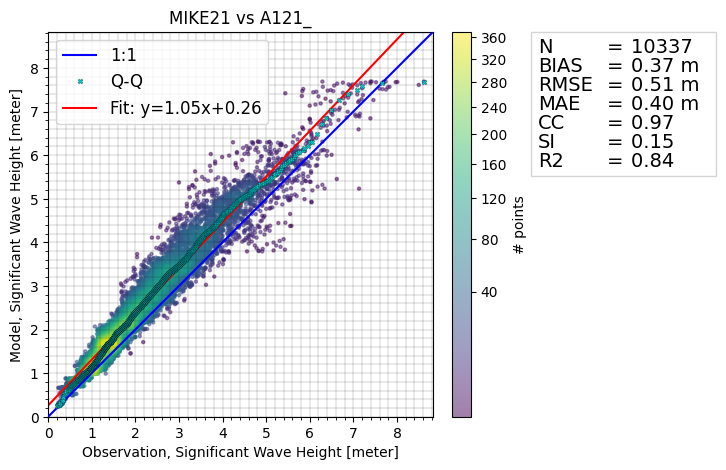 MIKE21 vs A121_
Model, Significant Wave Height [meter]
8
7
6
5
4
3
2
1
0
1:1
Q-Q
Fit: y=1.05x+0.26
0 1 2 3 4 5 6 7 8
Observation, Significant Wave Height [meter]
360
320
280
240
200
160
120
80
40
# points
N = 10337
BIAS = 0.37 m
RMSE = 0.51 m
MAE = 0.40 m
CC = 0.97
SI = 0.15
R2 = 0.84